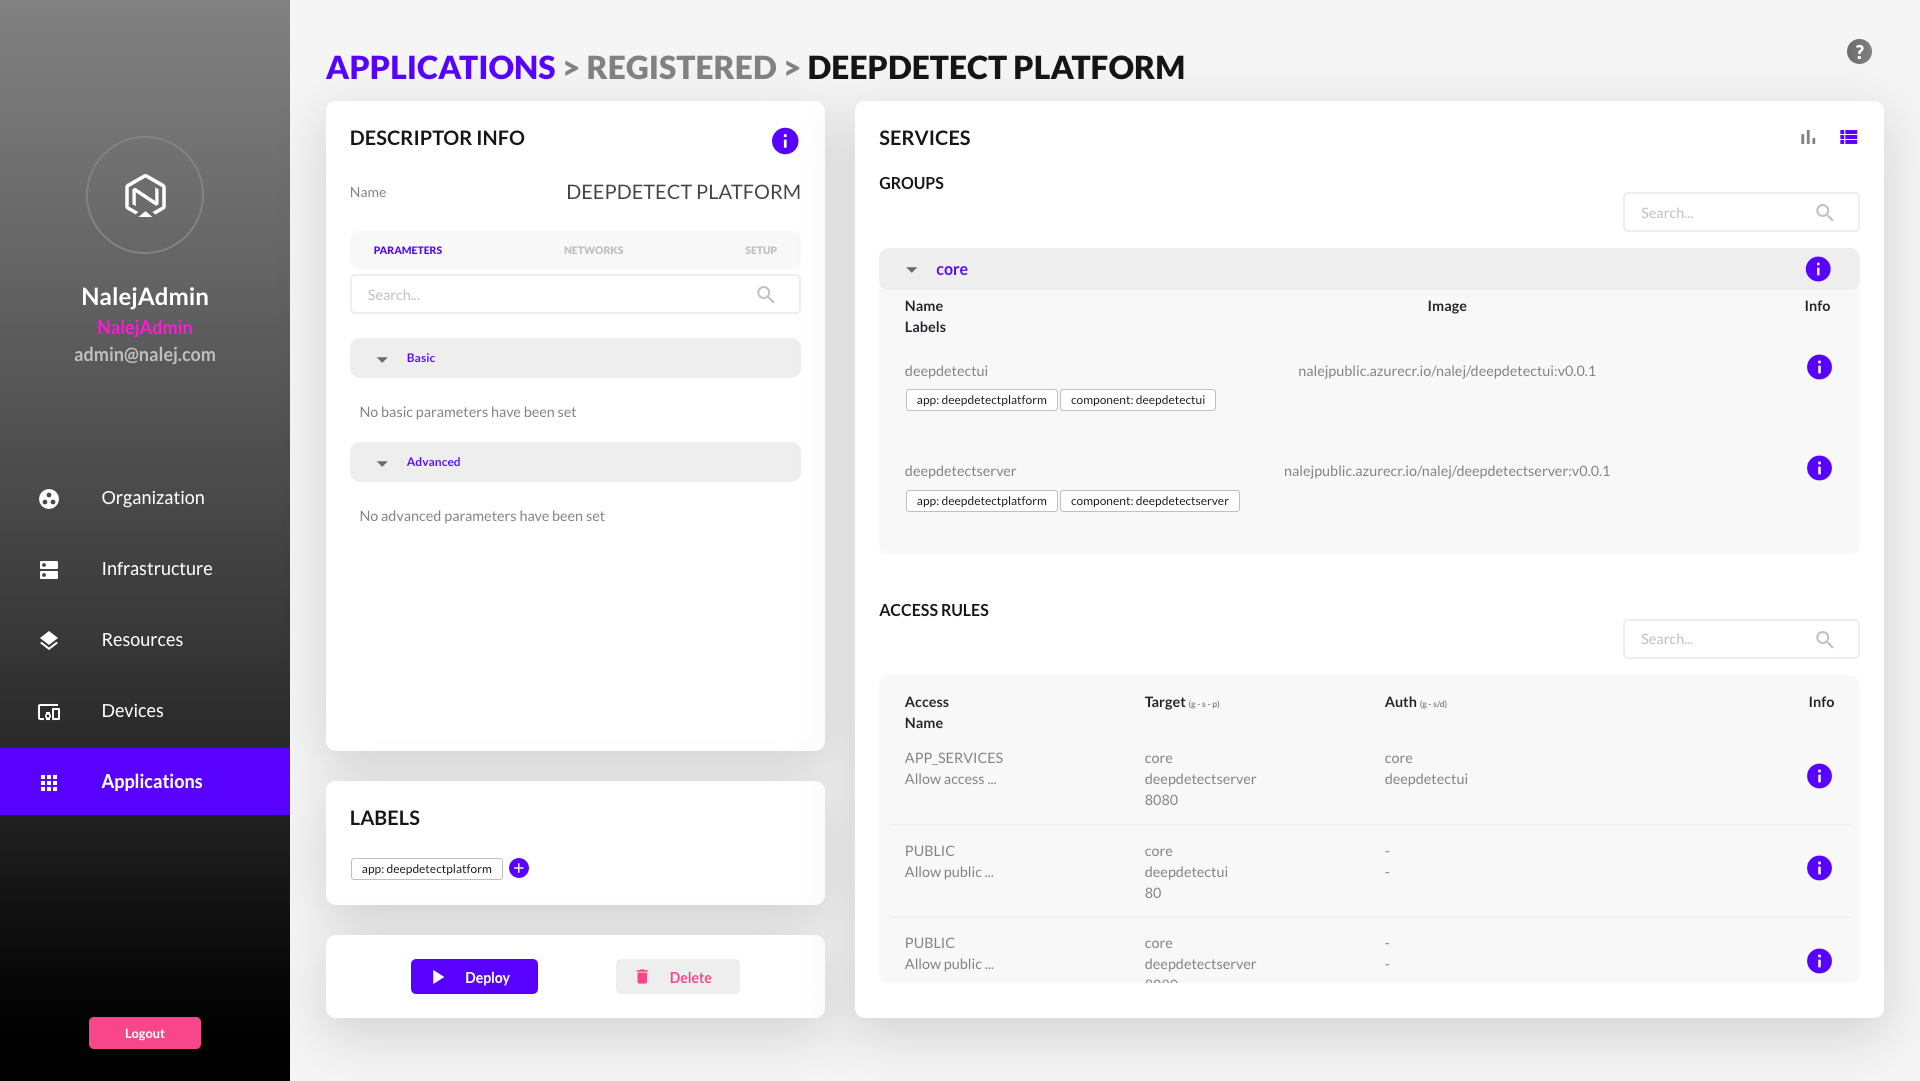 NalejAdmin
NalejAdmin
admin@nalej.com
Organization
Infrastructure
Resources
Devices
Applications
Logout
APPLICATIONS > REGISTERED > DEEPDETECT PLATFORM
?
DESCRIPTOR INFO
Name DEEPDETECT PLATFORM
PARAMETERS NETWORKS SETUP
Search...
Basic
No basic parameters have been set
Advanced
No advanced parameters have been set
LABELS
app: deepdetectplatform
Deploy Delete
SERVICES
GROUPS
Search...
core
Name Image Info
Labels
deepdetectui nalejpublic.azurecr.io/nalej/deepdetectui:v0.0.1
app: deepdetectplatform component: deepdetectui
deepdetectserver nalejpublic.azurecr.io/nalej/deepdetectserver:v0.0.1
app: deepdetectplatform component: deepdetectserver
ACCESS RULES
Search...
Access Target (g - s - p) Auth (g - s/d) Info
Name
APP_SERVICES core core
Allow access ... deepdetectserver deepdetectui
8080
PUBLIC core -
Allow public ... deepdetectui -
80
PUBLIC core -
Allow public ... deepdetectserver -